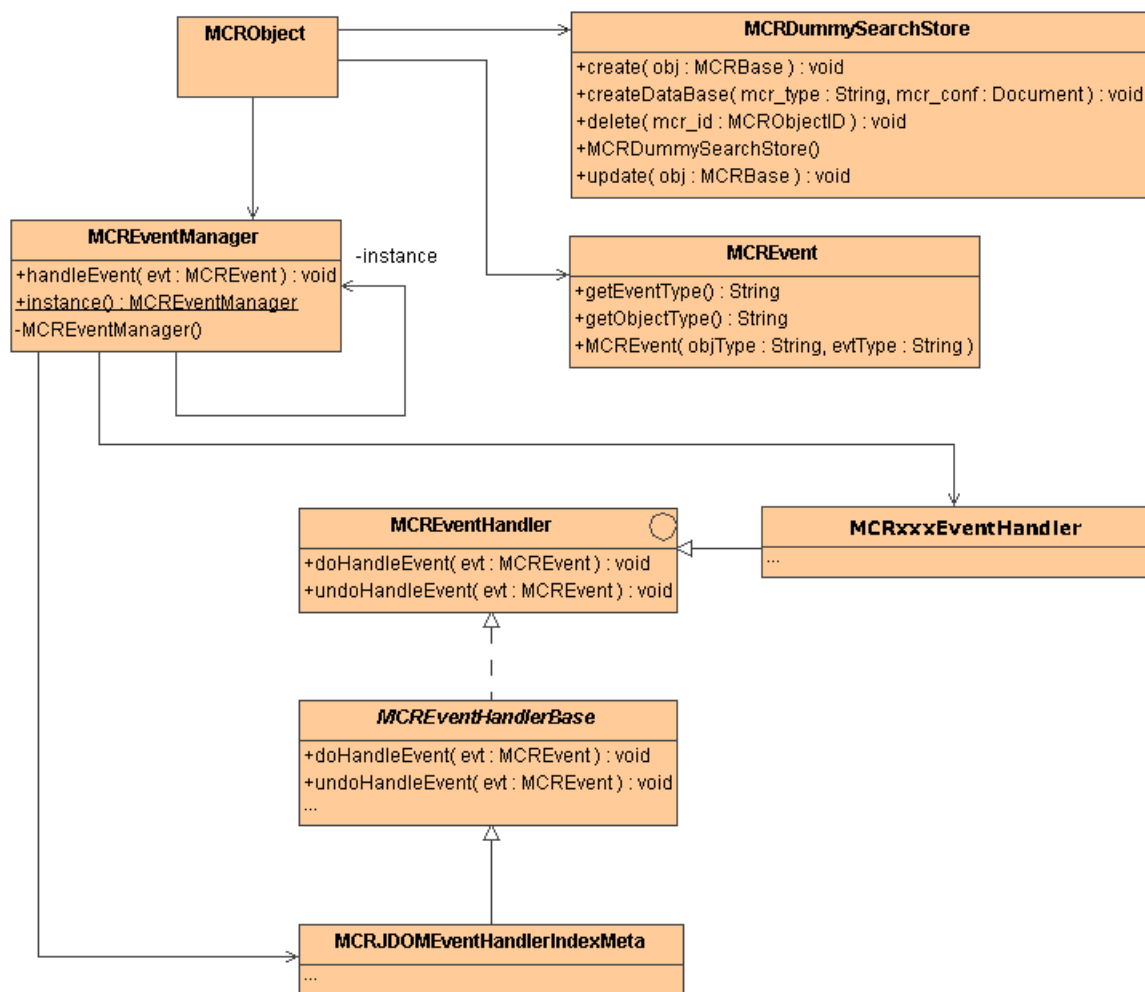 MCRObject
MCRDummySearchStore
+create( obj : MCRBase ) : void
+createDataBase( mcr_type : String, mcr_conf : Document ) : void
+delete( mcr_id : MCRObjectID ) : void
+MCRDummySearchStore()
+update( obj : MCRBase ) : void
MCREventManager
+handleEvent( evt : MCREvent ) : void
+instance() : MCREventManager
-MCREventManager()
-instance
MCREvent
+getEventType() : String
+getObjectType() : String
+MCREvent( objType : String, evtType : String )
MCREventHandler
+doHandleEvent( evt : MCREvent ) : void
+undoHandleEvent( evt : MCREvent ) : void
MCRxxxEventHandler
...
MCREventHandlerBase
+doHandleEvent( evt : MCREvent ) : void
+undoHandleEvent( evt : MCREvent ) : void
...
MCRJDOMEventHandlerIndexMeta
...